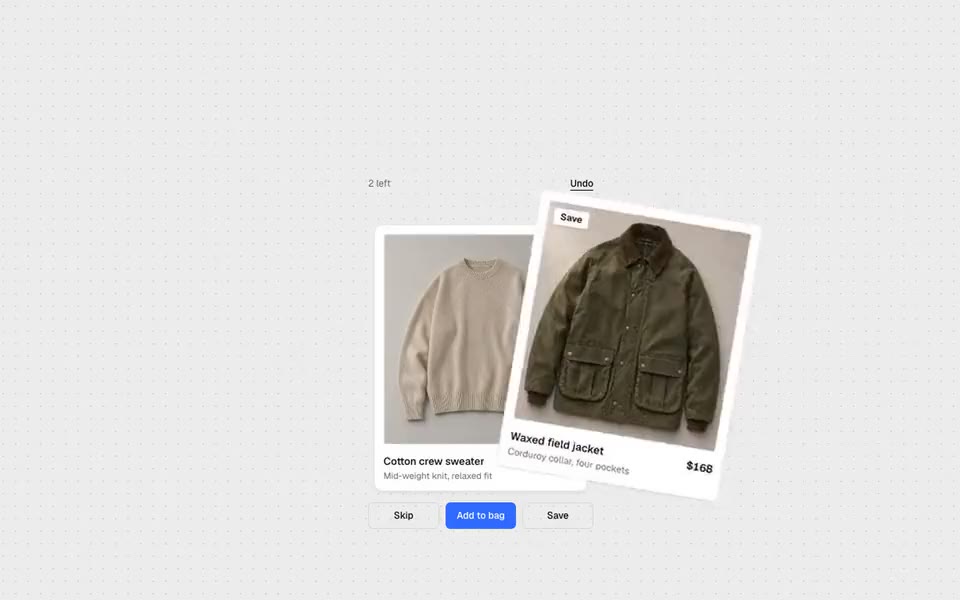 2 left
Undo
Save
Waxed field jacket
Corduroy collar, four pockets
$168
Cotton crew sweater
Mid-weight knit, relaxed fit
Skip
Add to bag
Save